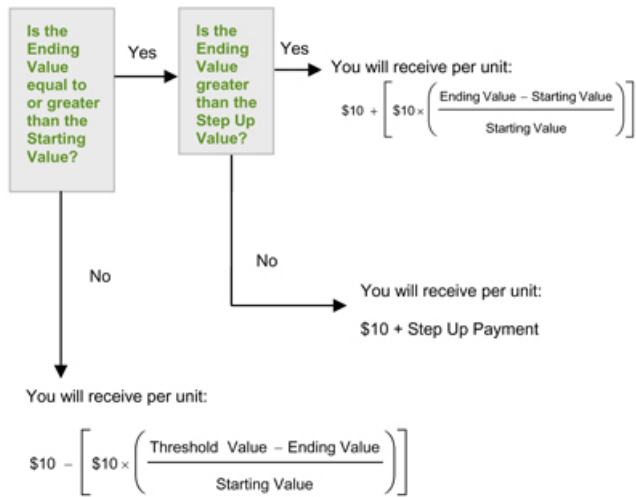 Is the
Ending
Value
equal to
or greater
than the
Starting
Value?
Yes
Is the
Ending
Value
greater
than the
Step Up
Value?
Yes
You will receive per unit:
$10 + [ $10 × ( Ending Value – Starting Value
Starting Value ) ]
No
You will receive per unit:
$10 + Step Up Payment
No
You will receive per unit:
$10 – [ $10 × ( Threshold Value – Ending Value
Starting Value ) ]